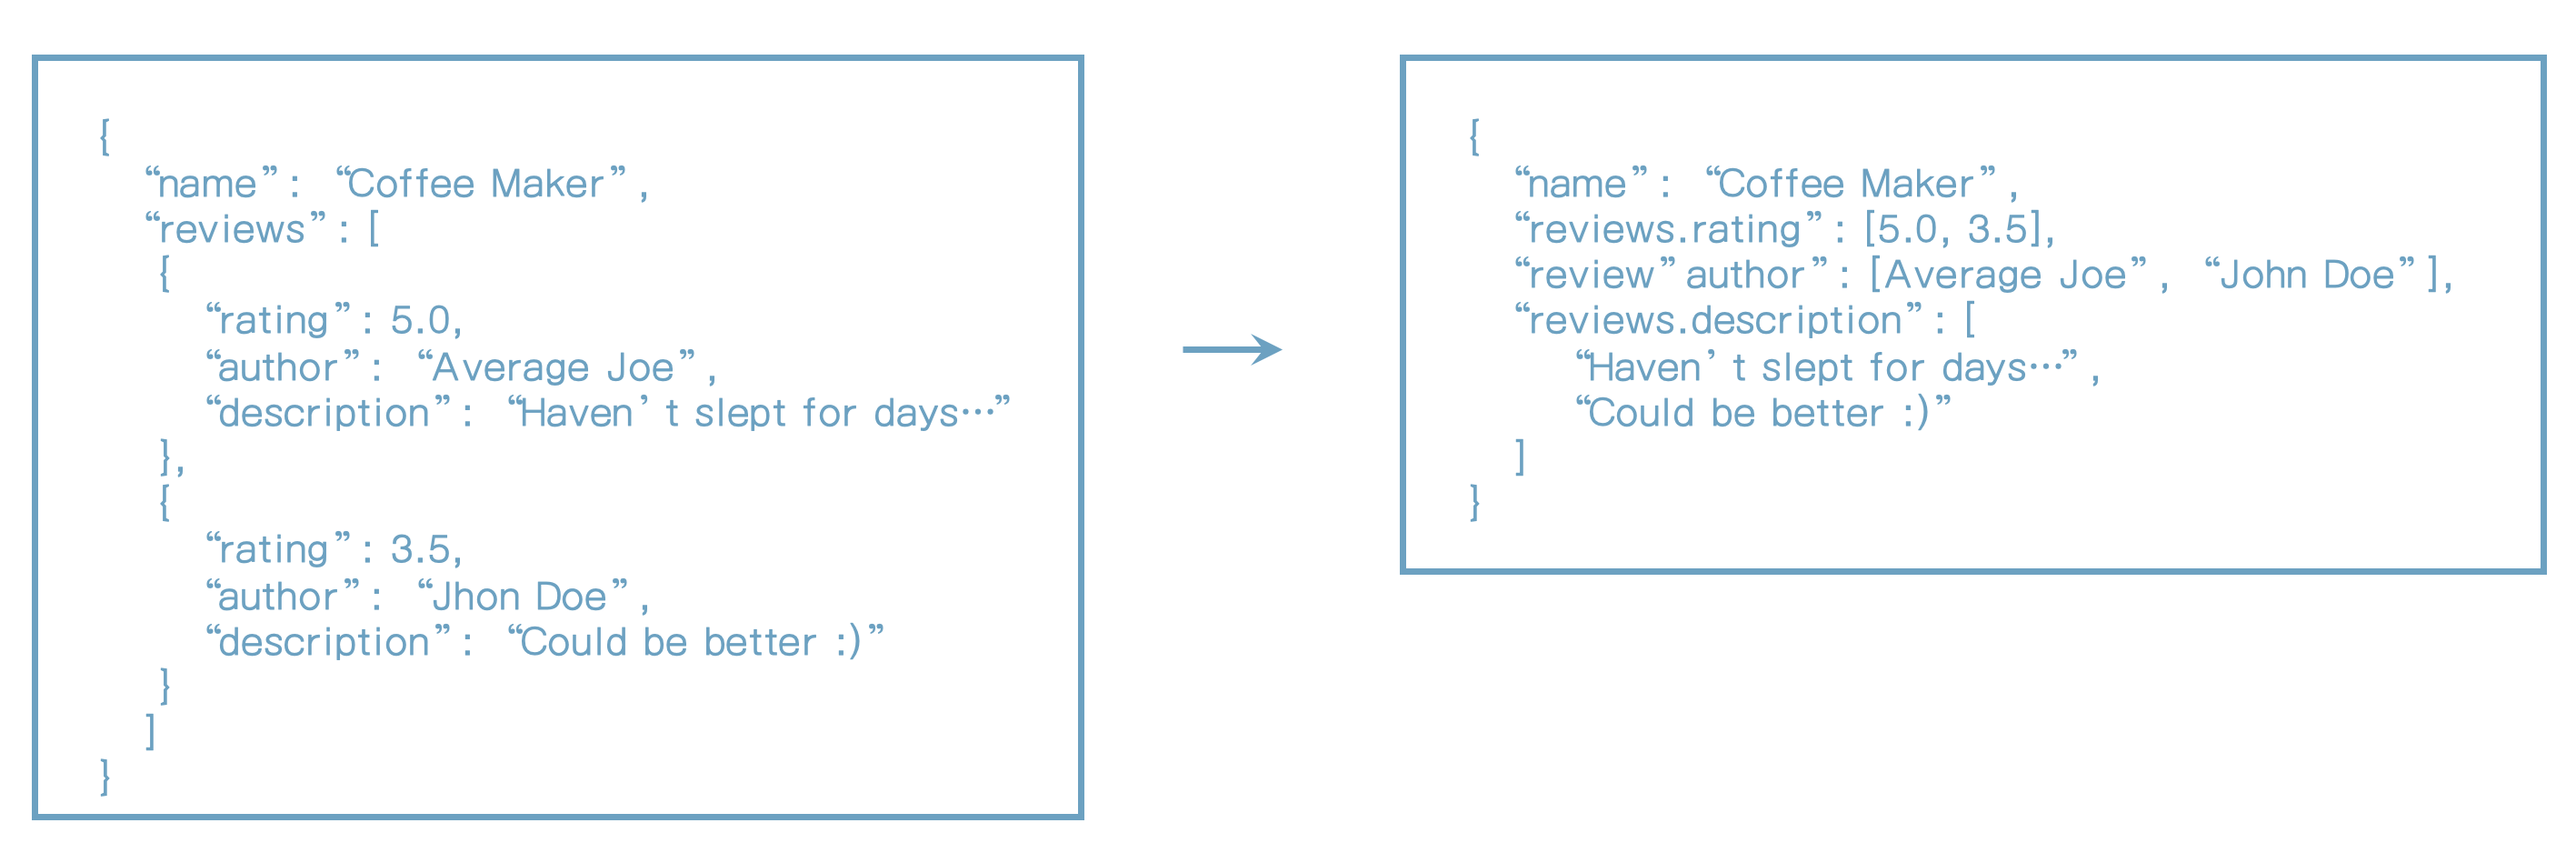 {
“name”: “Coffee Maker”,
“reviews”: [
{
“rating”: 5.0,
“author”: “Average Joe”,
“description”: “Haven’t slept for days…”
},
{
“rating”: 3.5,
“author”: “Jhon Doe”,
“description”: “Could be better :)”
}
]
}
{
“name”: “Coffee Maker”,
“reviews.rating”: [5.0, 3.5],
“review”author”: [Average Joe”, “John Doe”],
“reviews.description”: [
“Haven’t slept for days…”,
“Could be better :)”
]
}